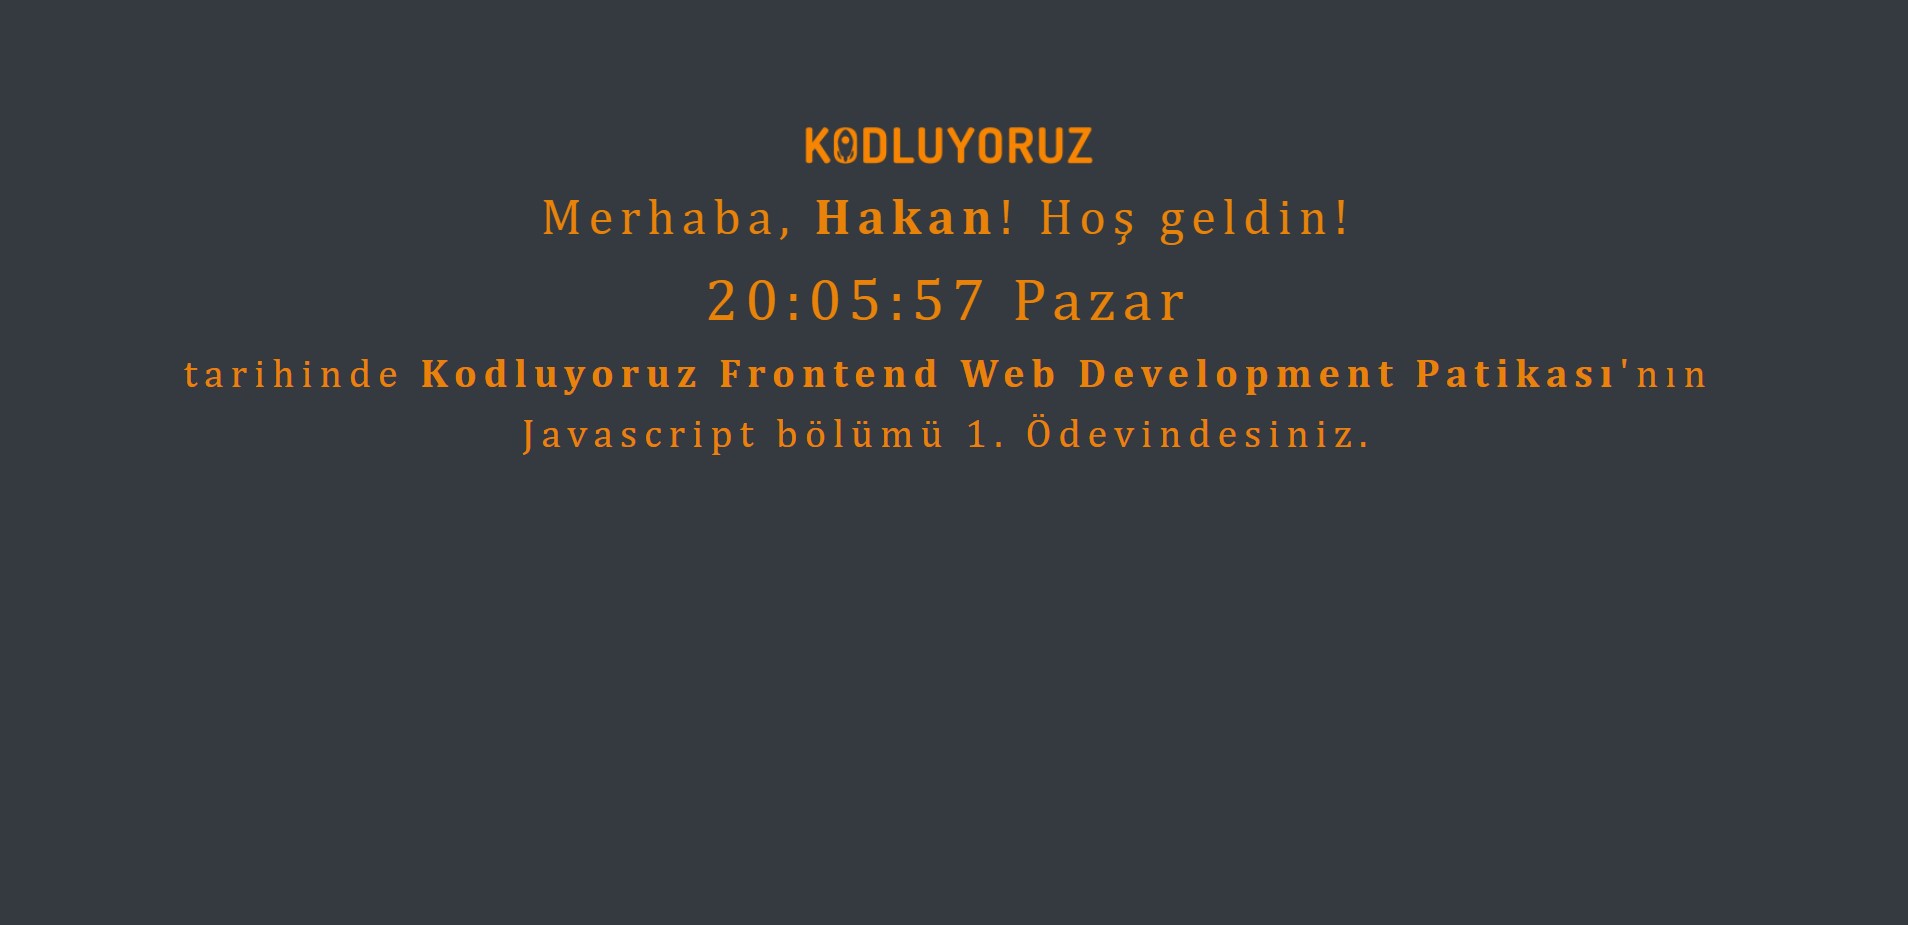 KODLUYORUZ
Merhaba, Hakan! Hoş geldin!
20:05:57 Pazar
tarihinde Kodluyoruz Frontend Web Development Patikası'nın
Javascript bölümü 1. Ödevindesiniz.